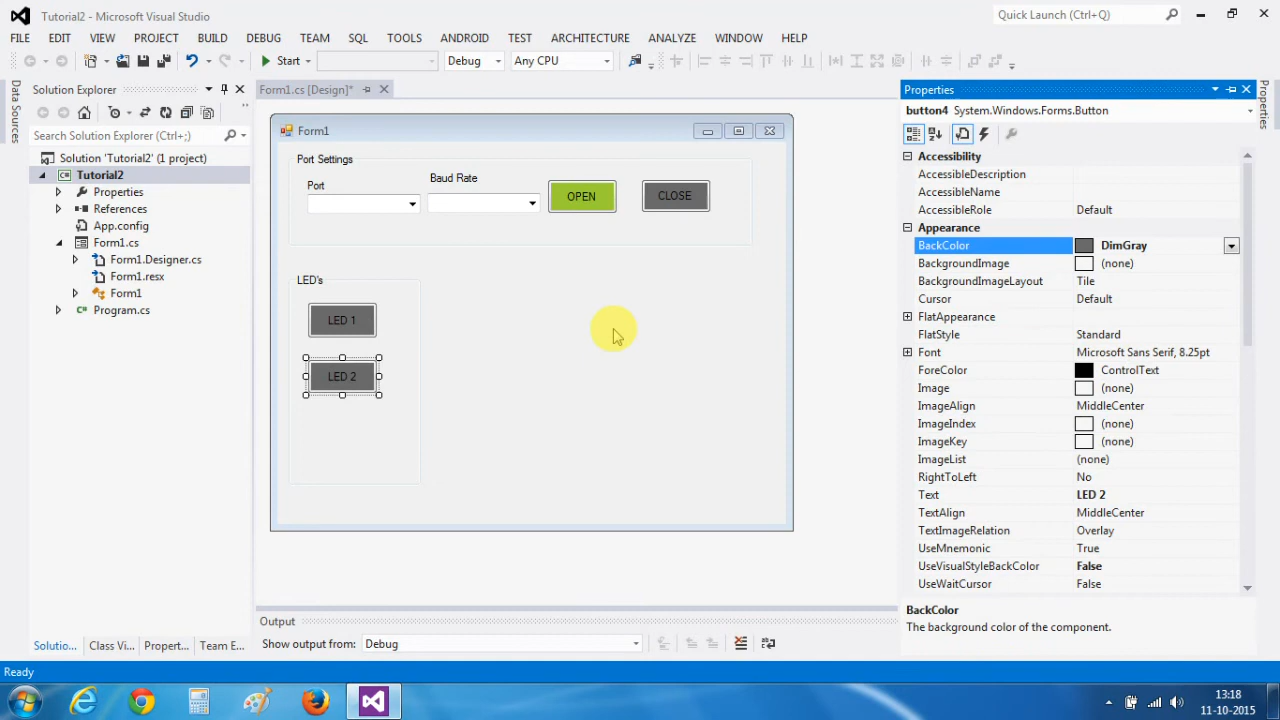 Tutorial2 - Microsoft Visual Studio
Quick Launch (Ctrl+Q)
FILE EDIT VIEW PROJECT BUILD DEBUG TEAM SQL TOOLS ANDROID TEST ARCHITECTURE ANALYZE WINDOW HELP
Start Debug Any CPU
Data Sources
Solution Explorer
Search Solution Explorer (Ctrl+;)
Solution 'Tutorial2' (1 project)
Tutorial2
Properties
References
App.config
Form1.cs
Form1.Designer.cs
Form1.resx
Form1
Program.cs
Solutio... Class Vi... Propert... Team E...
Form1.cs [Design]*
Form1
Port Settings
Port
Baud Rate
OPEN
CLOSE
LED's
LED 1
LED 2
Output
Show output from: Debug
Properties
button4 System.Windows.Forms.Button
Accessibility
AccessibleDescription
AccessibleName
AccessibleRole Default
Appearance
BackColor DimGray
BackgroundImage (none)
BackgroundImageLayout Tile
Cursor Default
FlatAppearance
FlatStyle Standard
Font Microsoft Sans Serif, 8.25pt
ForeColor ControlText
Image (none)
ImageAlign MiddleCenter
ImageIndex (none)
ImageKey (none)
ImageList (none)
RightToLeft No
Text LED 2
TextAlign MiddleCenter
TextImageRelation Overlay
UseMnemonic True
UseVisualStyleBackColor False
UseWaitCursor False
BackColor
The background color of the component.
Properties
Ready
13:18
11-10-2015